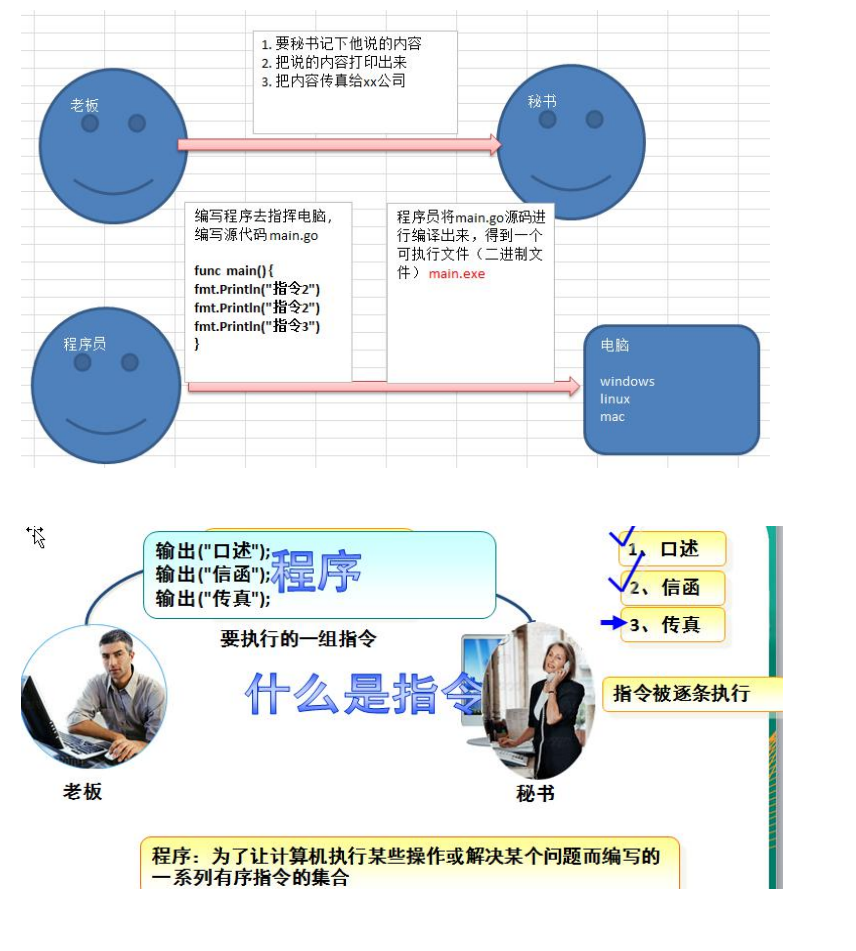 1. 要秘书记下他说的内容
2. 把说的内容打印出来
3. 把内容传真给xx公司
老板
秘书
编写程序去指挥电脑,
编写源代码 main.go
func main(){
fmt.Println("指令2")
fmt.Println("指令2")
fmt.Println("指令3")
}
程序员将main.go源码进
行编译出来，得到一个
可执行文件（二进制文
件）main.exe
程序员
电脑
windows
linux
mac
输出("口述");
输出("信函");
输出("传真");
程序
要执行的一组指令
什么是指令
1、口述
2、信函
3、传真
指令被逐条执行
老板
秘书
程序：为了让计算机执行某些操作或解决某个问题而编写的
一系列有序指令的集合